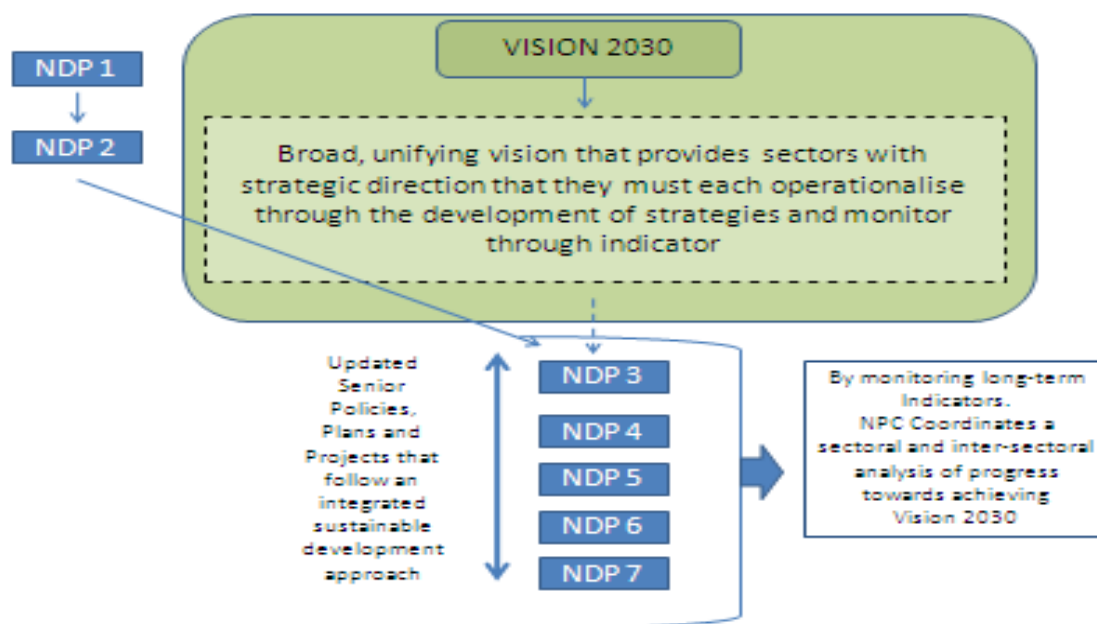 VISION 2030
NDP 1
NDP 2
Broad, unifying vision that provides sectors with
strategic direction that they must each operationalise
through the development of strategies and monitor
through indicator
Updated
Senior
Policies,
Plans and
Projects that
follow an
integrated
sustainable
development
approach
NDP 3
NDP 4
NDP 5
NDP 6
NDP 7
By monitoring long-term
Indicators.
NPC Coordinates a
sectoral and inter-sectoral
analysis of progress
towards achieving
Vision 2030